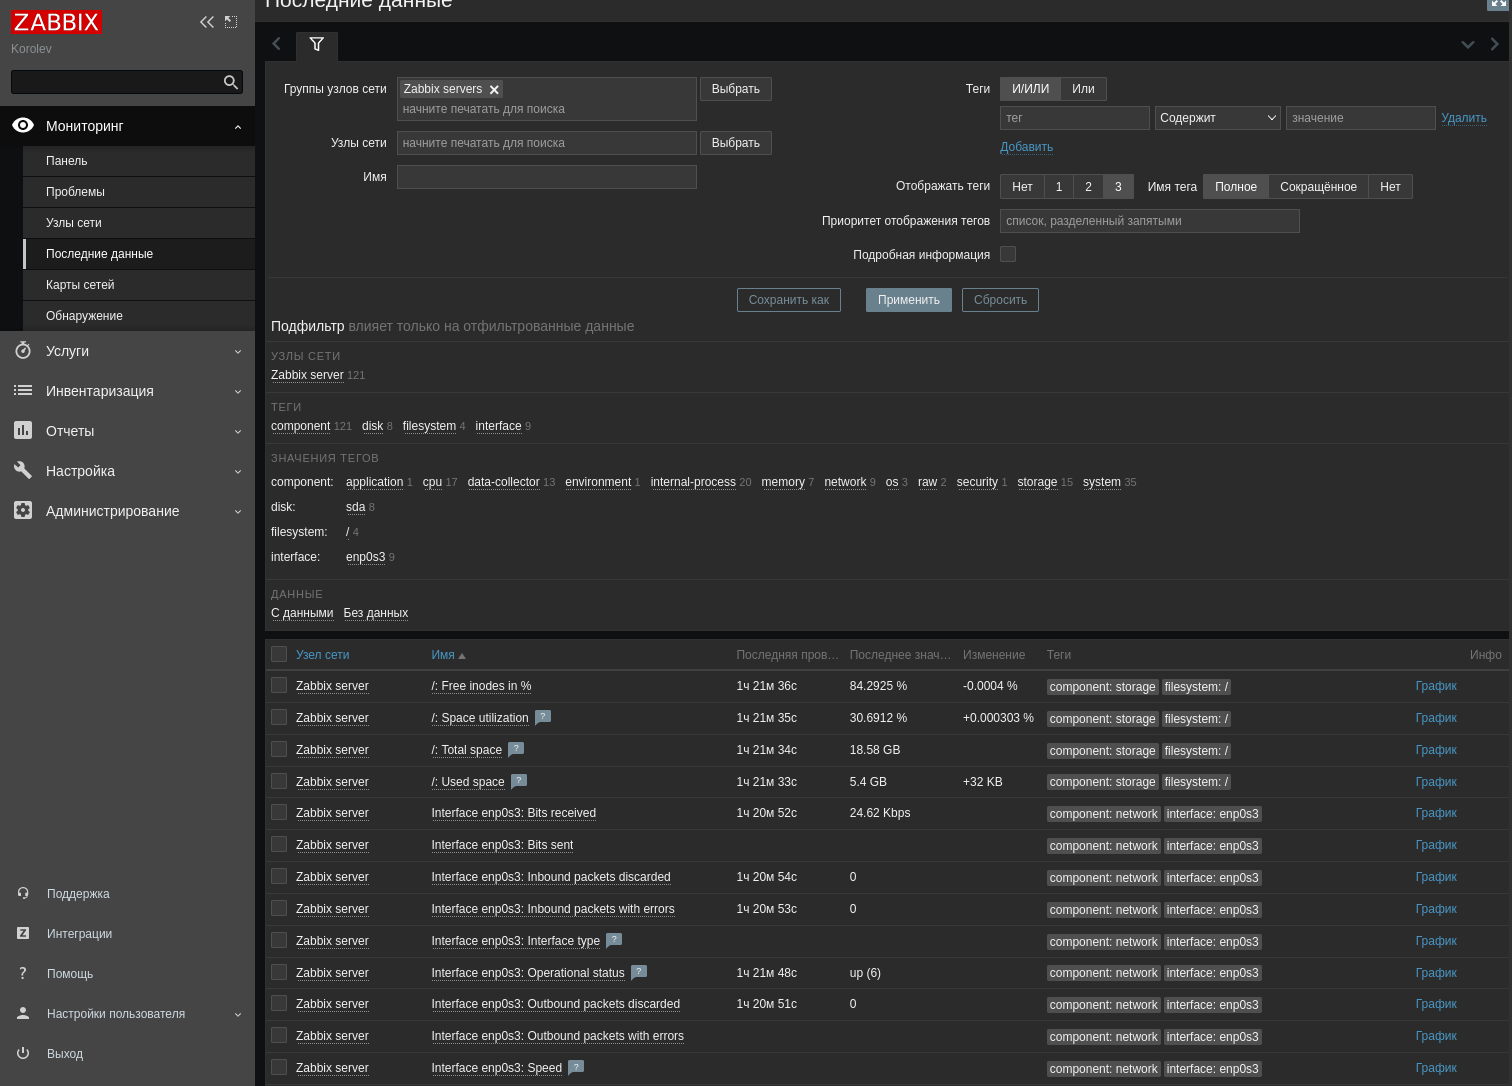 Последние данные
ZABBIX
Korolev
Мониторинг
Панель
Проблемы
Узлы сети
Последние данные
Карты сетей
Обнаружение
Услуги
Инвентаризация
Отчеты
Настройка
Администрирование
Поддержка
Интеграции
Помощь
Настройки пользователя
Выход
Группы узлов сети Zabbix servers Выбрать
начните печатать для поиска
Узлы сети начните печатать для поиска Выбрать
Имя
Теги И/ИЛИ Или
тег Содержит значение Удалить
Добавить
Отображать теги Нет 1 2 3 Имя тега Полное Сокращённое Нет
Приоритет отображения тегов список, разделенный запятыми
Подробная информация
Сохранить как Применить Сбросить
Подфильтр влияет только на отфильтрованные данные
УЗЛЫ СЕТИ
Zabbix server 121
ТЕГИ
component 121 disk 8 filesystem 4 interface 9
ЗНАЧЕНИЯ ТЕГОВ
component: application 1 cpu 17 data-collector 13 environment 1 internal-process 20 memory 7 network 9 os 3 raw 2 security 1 storage 15 system 35
disk: sda 8
filesystem: / 4
interface: enp0s3 9
ДАННЫЕ
С данными Без данных
Узел сети Имя Последняя пров… Последнее знач… Изменение Теги Инфо
Zabbix server /: Free inodes in % 1ч 21м 36с 84.2925 % -0.0004 % component: storage filesystem: / График
Zabbix server /: Space utilization ? 1ч 21м 35с 30.6912 % +0.000303 % component: storage filesystem: / График
Zabbix server /: Total space ? 1ч 21м 34с 18.58 GB component: storage filesystem: / График
Zabbix server /: Used space ? 1ч 21м 33с 5.4 GB +32 KB component: storage filesystem: / График
Zabbix server Interface enp0s3: Bits received 1ч 20м 52с 24.62 Kbps component: network interface: enp0s3 График
Zabbix server Interface enp0s3: Bits sent component: network interface: enp0s3 График
Zabbix server Interface enp0s3: Inbound packets discarded 1ч 20м 54с 0 component: network interface: enp0s3 График
Zabbix server Interface enp0s3: Inbound packets with errors 1ч 20м 53с 0 component: network interface: enp0s3 График
Zabbix server Interface enp0s3: Interface type ? component: network interface: enp0s3 График
Zabbix server Interface enp0s3: Operational status ? 1ч 21м 48с up (6) component: network interface: enp0s3 График
Zabbix server Interface enp0s3: Outbound packets discarded 1ч 20м 51с 0 component: network interface: enp0s3 График
Zabbix server Interface enp0s3: Outbound packets with errors component: network interface: enp0s3 График
Zabbix server Interface enp0s3: Speed ? component: network interface: enp0s3 График